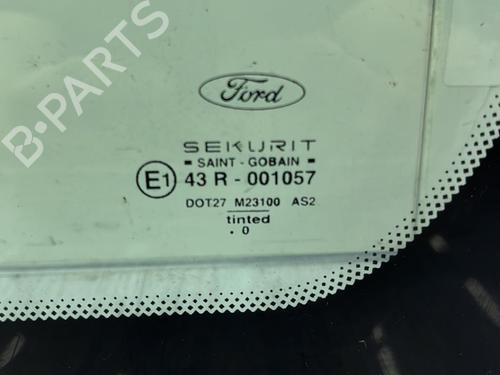 Ford
SEKURIT
SAINT - GOBAIN
E1 43 R - 001057
DOT27 M23100 AS2
tinted
. 0
B-PARTS